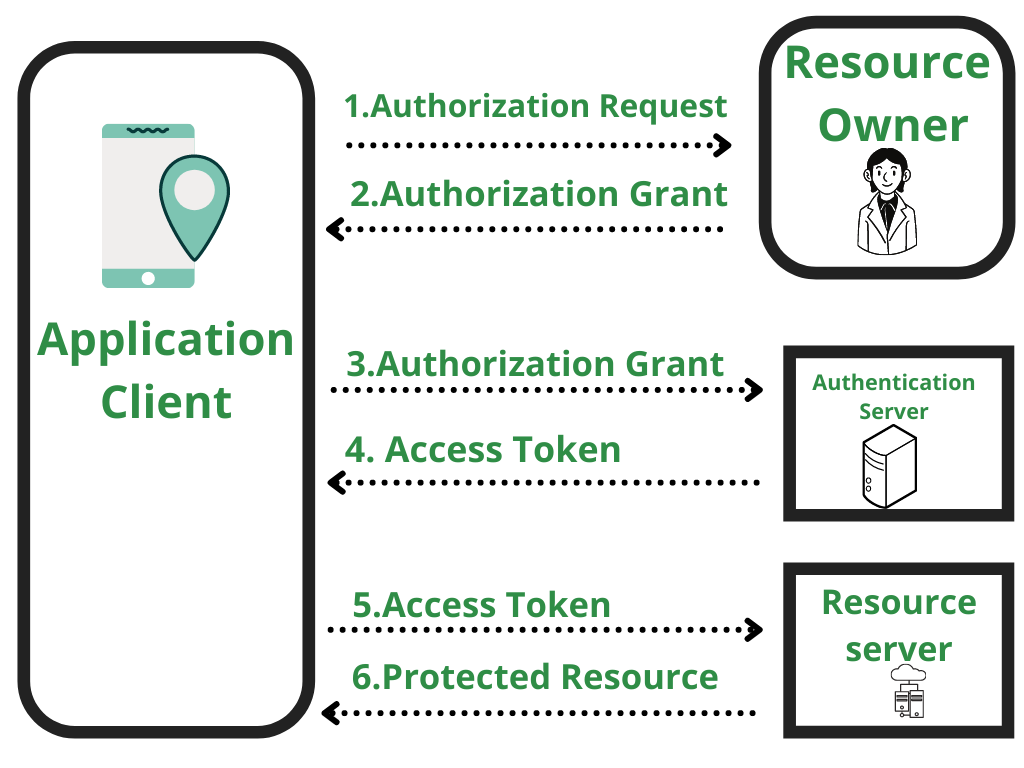 Application
Client
1.Authorization Request
2.Authorization Grant
Resource
Owner
3.Authorization Grant
4. Access Token
Authentication
Server
5.Access Token
6.Protected Resource
Resource
server